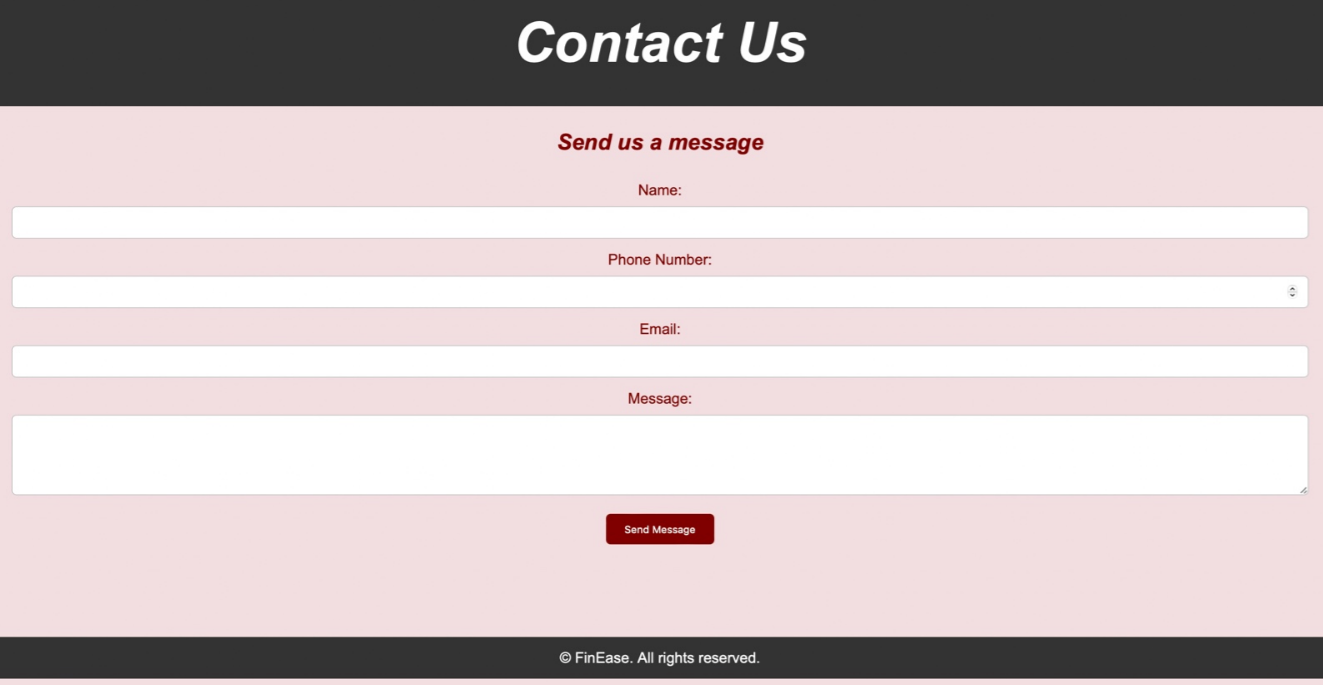 Contact Us
Send us a message
Name:
Phone Number:
Email:
Message:
Send Message
© FinEase. All rights reserved.